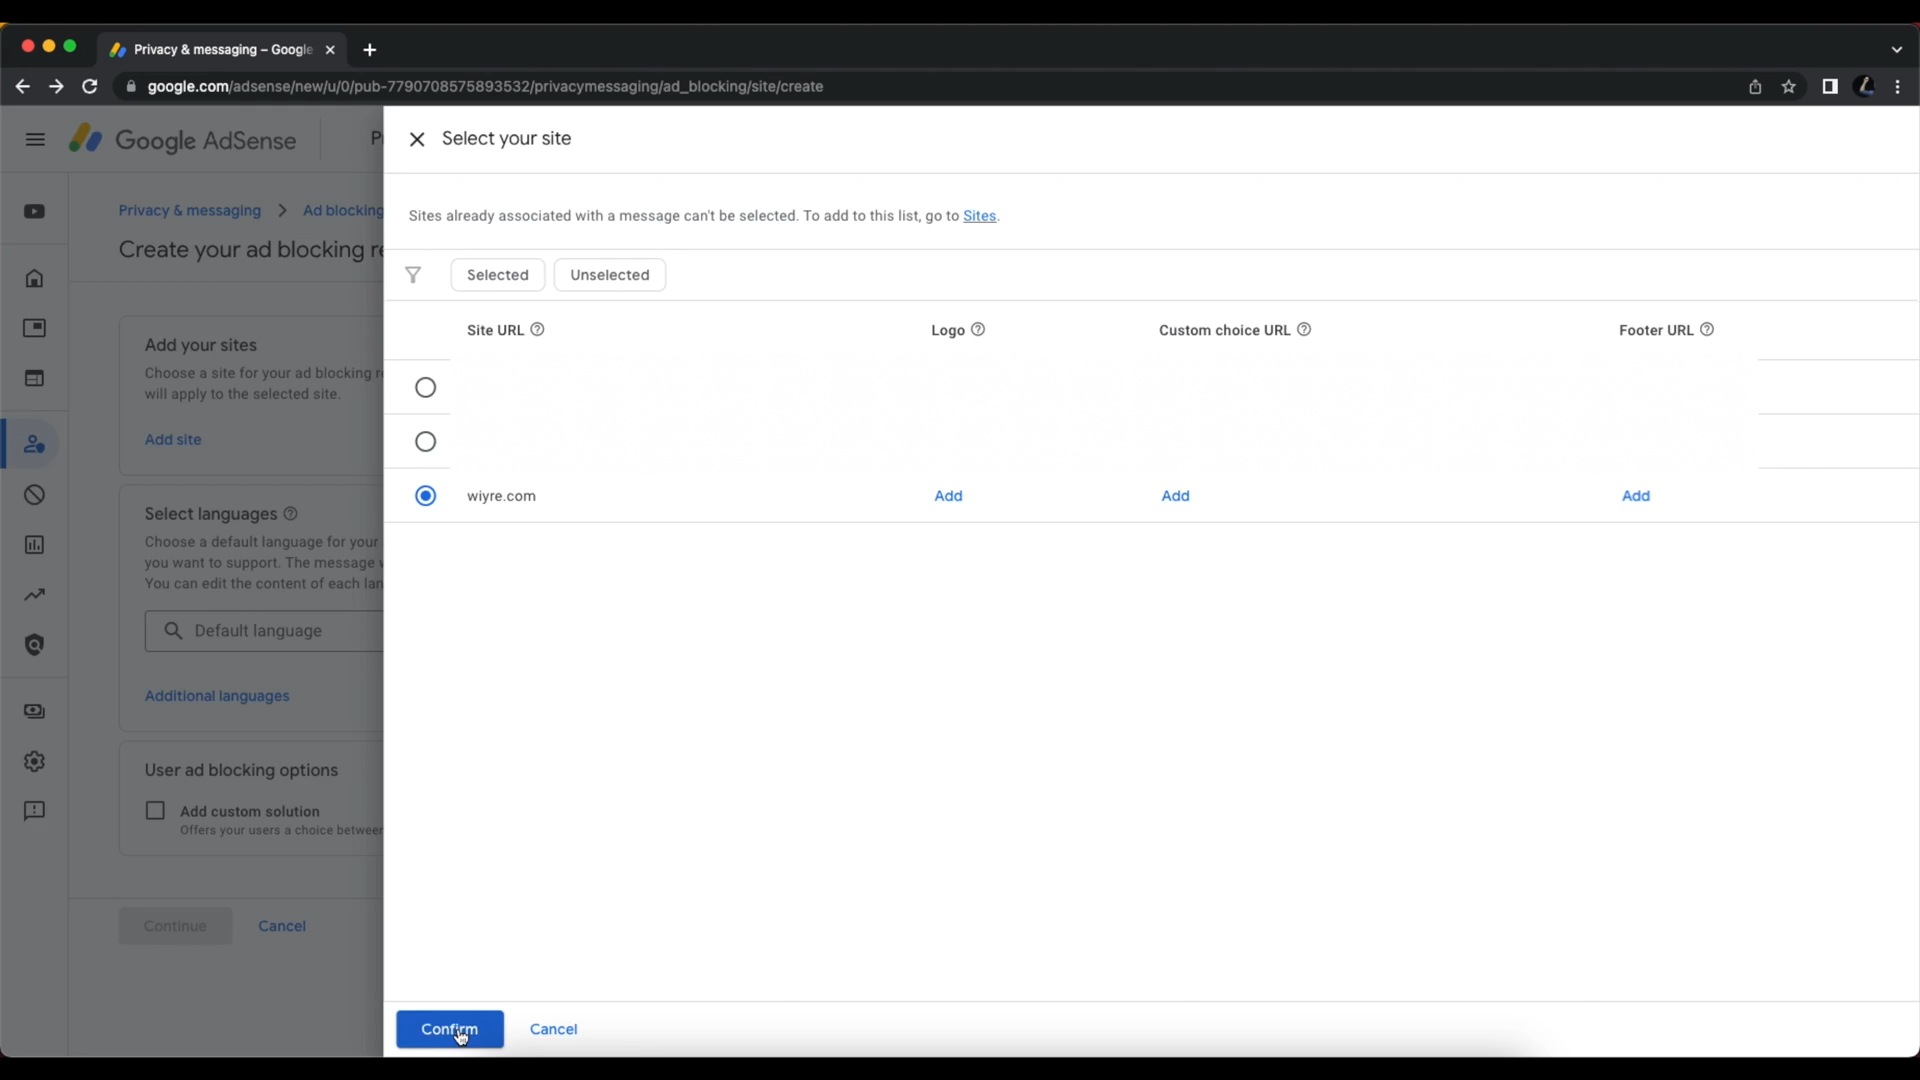 Privacy & messaging – Google
google.com/adsense/new/u/0/pub-7790708575893532/privacymessaging/ad_blocking/site/create
Google AdSense
Select your site
Privacy & messaging
Ad blocking
Create your ad blocking re
Sites already associated with a message can't be selected. To add to this list, go to Sites.
Selected
Unselected
Site URL
Logo
Custom choice URL
Footer URL
wiyre.com
Add
Add
Add
Add your sites
Choose a site for your ad blocking re
will apply to the selected site.
Add site
Select languages
Choose a default language for your
you want to support. The message w
You can edit the content of each lan
Default language
Additional languages
User ad blocking options
Add custom solution
Offers your users a choice between
Continue
Cancel
Confirm
Cancel